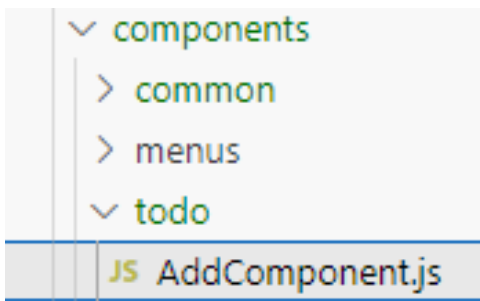 components
common
menus
todo
JS AddComponent.js